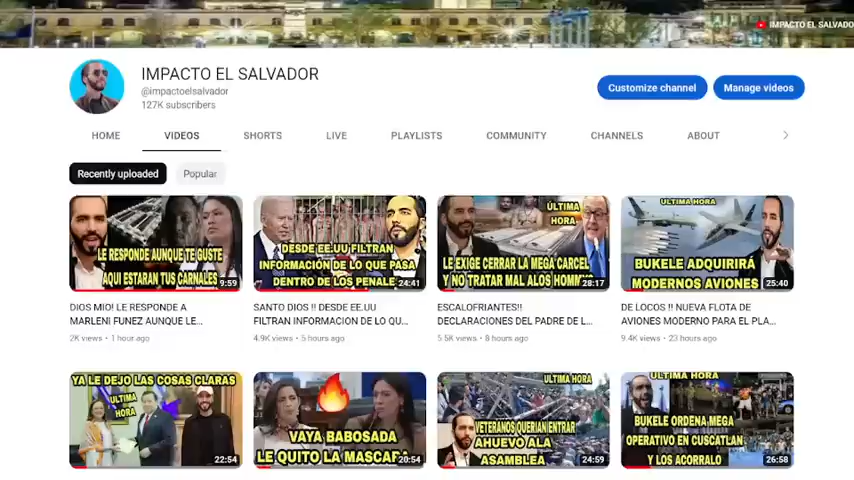 IMPACTO EL SALVADO
IMPACTO EL SALVADOR
@impactoelsalvador
127K subscribers
Customize channel
Manage videos
HOME
VIDEOS
SHORTS
LIVE
PLAYLISTS
COMMUNITY
CHANNELS
ABOUT
Recently uploaded
Popular
LE RESPONDE AUNQUE TE GUSTE
AQUI ESTARAN TUS CARNALES
9:59
DESDE EE.UU FILTRAN
INFORMACIÓN DE LO QUE PASA
DENTRO DE LOS PENALE
24:41
ÚLTIMA
HORA
LE EXIGE CERRAR LA MEGA CARCEL
Y NO TRATAR MAL ALOS HOMM
28:17
ULTIMA HORA
BUKELE ADQUIRIRÁ
MODERNOS AVIONES
25:40
DIOS MIO! LE RESPONDE A
MARLENI FUNEZ AUNQUE LE...
2K views • 1 hour ago
SANTO DIOS !! DESDE EE.UU
FILTRAN INFORMACION DE LO QU...
4.9K views • 5 hours ago
ESCALOFRIANTES!!
DECLARACIONES DEL PADRE DE L...
5.5K views • 8 hours ago
DE LOCOS !! NUEVA FLOTA DE
AVIONES MODERNO PARA EL PLA...
9.4K views • 23 hours ago
YA LE DEJO LAS COSAS CLARAS
ULTIMA
HORA
22:54
VAYA BABOSADA
LE QUITO LA MASCARA
20:54
ULTIMA HORA
VETERANOS QUERIAN ENTRAR
AHUEVO ALA
ASAMBLEA
24:59
ULTIMA HORA
BUKELE ORDENA MEGA
OPERATIVO EN CUSCATLAN
Y LOS ACORRALO
26:58